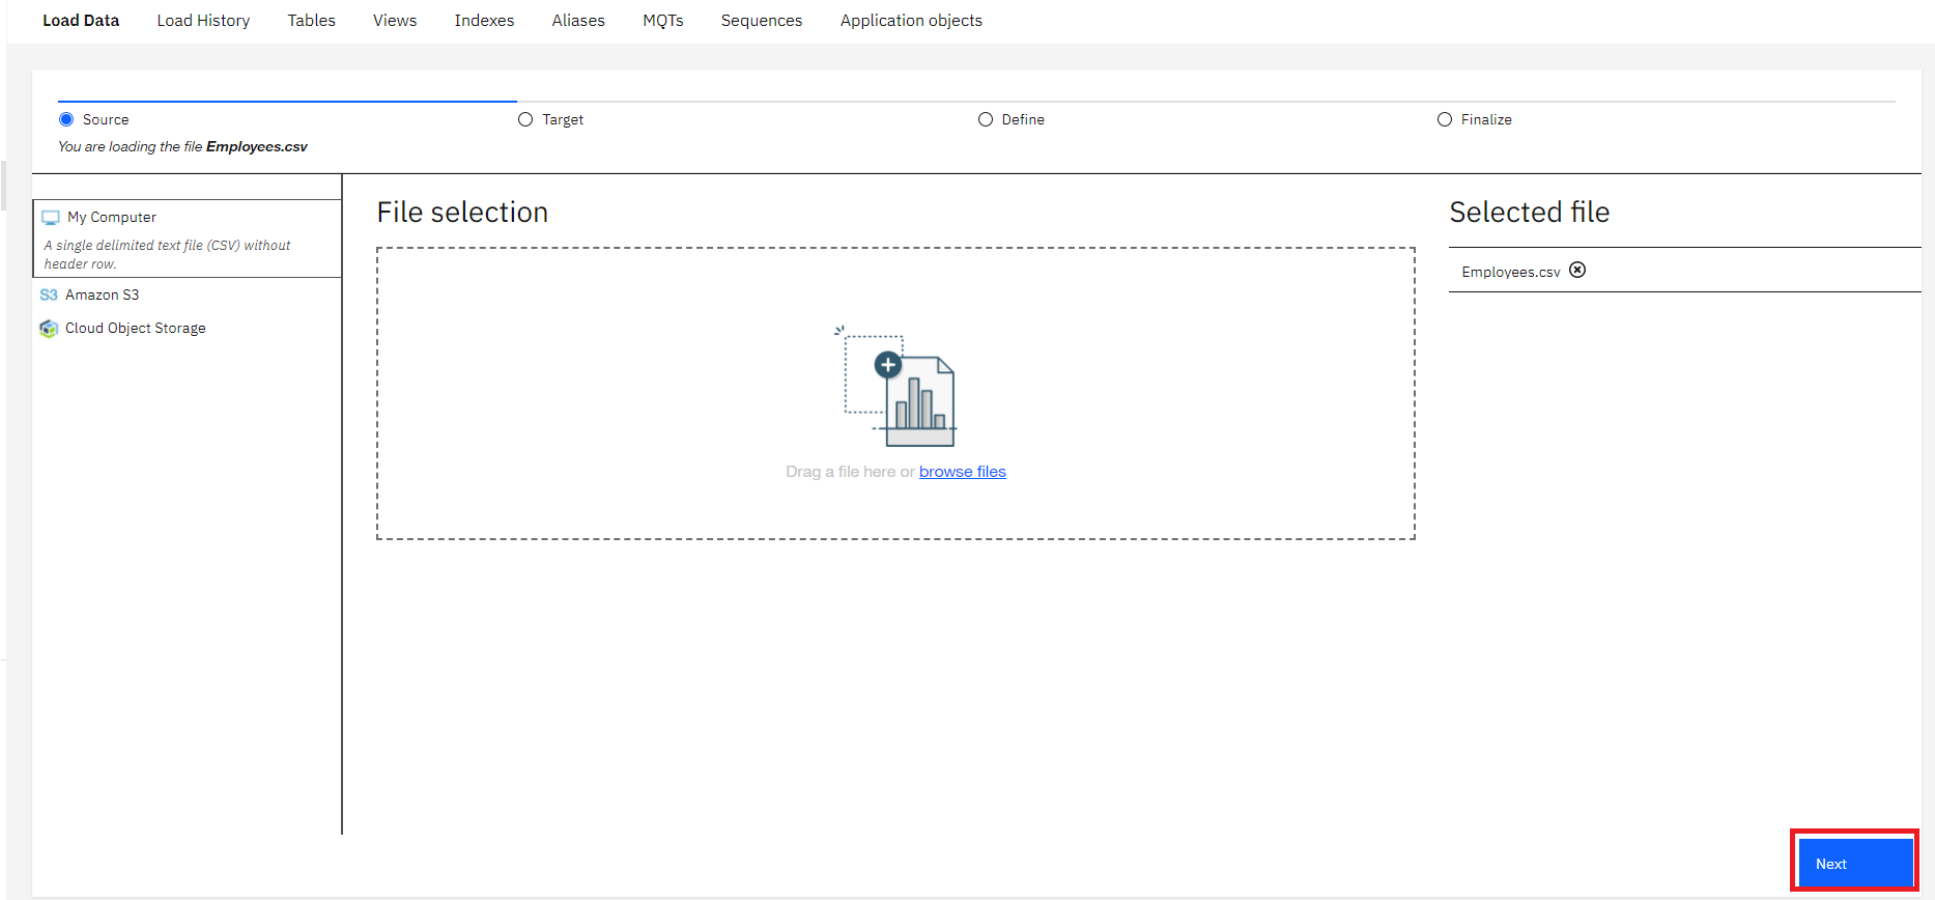 Load Data Load History Tables Views Indexes Aliases MQTs Sequences Application objects
Source Target Define Finalize
You are loading the file Employees.csv
My Computer
A single delimited text file (CSV) without
header row.
S3 Amazon S3
Cloud Object Storage
File selection
Drag a file here or browse files
Selected file
Employees.csv
Next